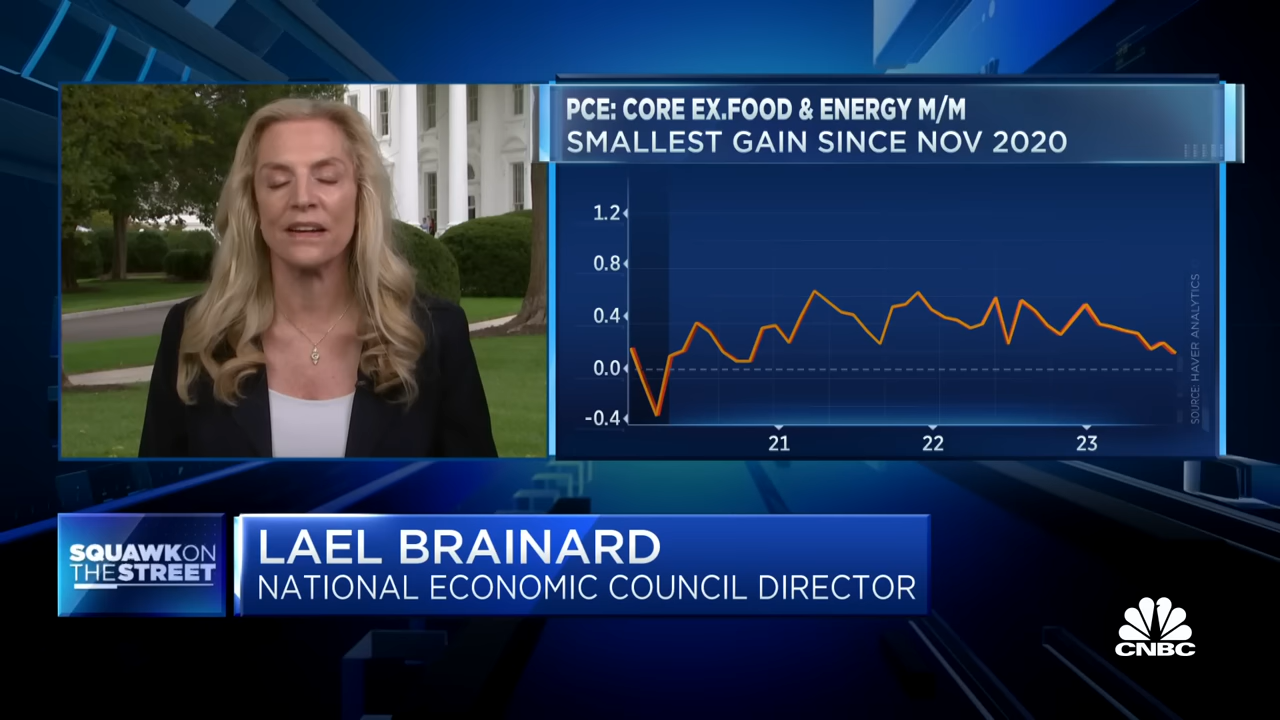 PCE: CORE EX.FOOD & ENERGY M/M
SMALLEST GAIN SINCE NOV 2020
1.2
0.8
0.4
0.0
-0.4
21
22
23
SOURCE: HAVER ANALYTICS
SQUAWK ON
THE STREET
LAEL BRAINARD
NATIONAL ECONOMIC COUNCIL DIRECTOR
CNBC